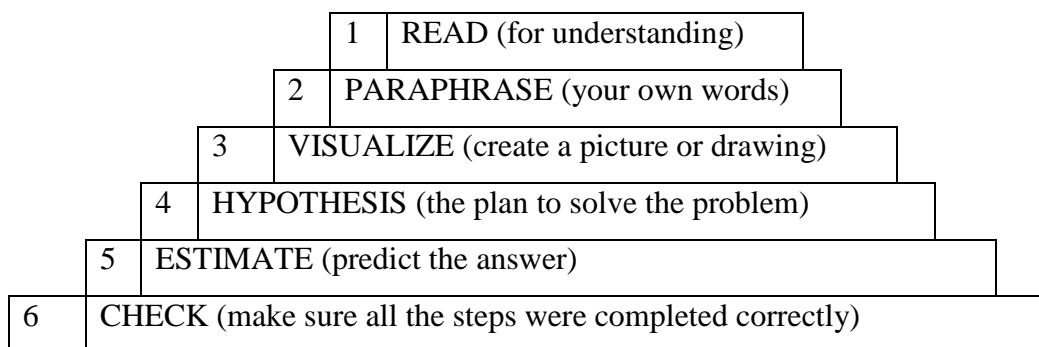 1 READ (for understanding)
2 PARAPHRASE (your own words)
3 VISUALIZE (create a picture or drawing)
4 HYPOTHESIS (the plan to solve the problem)
5 ESTIMATE (predict the answer)
6 CHECK (make sure all the steps were completed correctly)